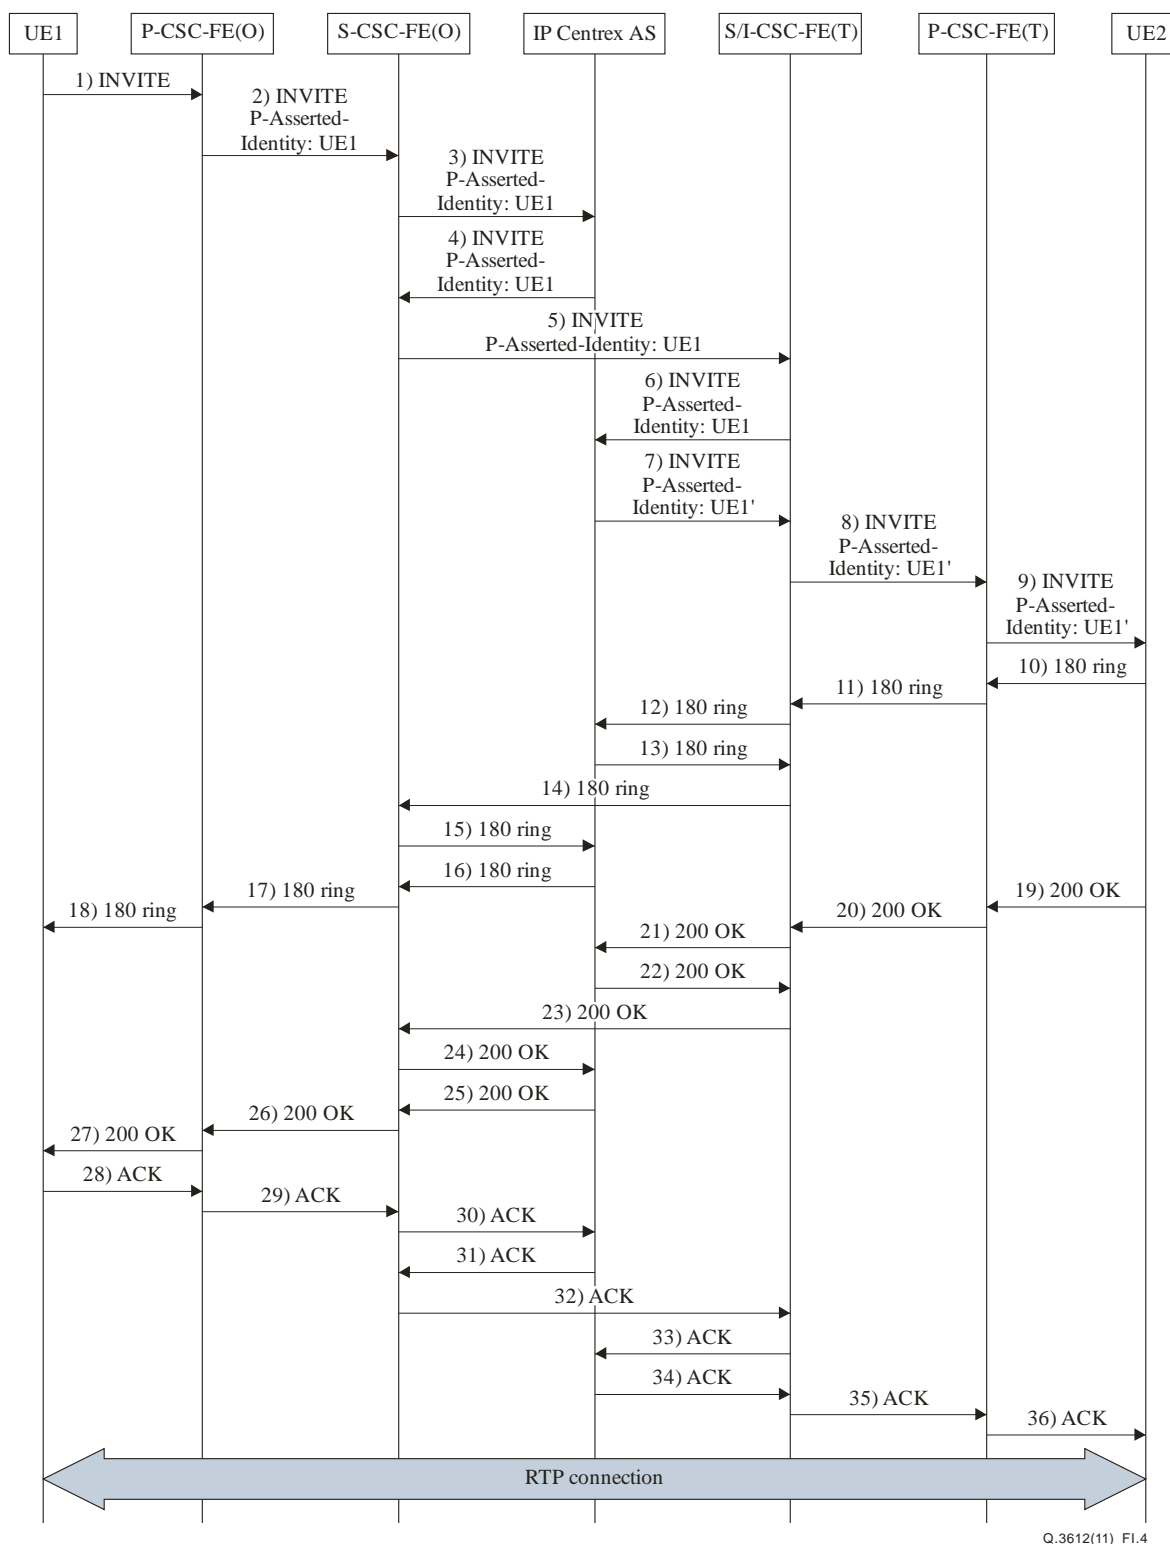 UE1
P-CSC-FE(O)
S-CSC-FE(O)
IP Centrex AS
S/I-CSC-FE(T)
P-CSC-FE(T)
UE2
1) INVITE
2) INVITE
P-Asserted-
Identity: UE1
3) INVITE
P-Asserted-
Identity: UE1
4) INVITE
P-Asserted-
Identity: UE1
5) INVITE
P-Asserted-Identity: UE1
6) INVITE
P-Asserted-
Identity: UE1
7) INVITE
P-Asserted-
Identity: UE1'
8) INVITE
P-Asserted-
Identity: UE1'
9) INVITE
P-Asserted-
Identity: UE1'
10) 180 ring
11) 180 ring
12) 180 ring
13) 180 ring
14) 180 ring
15) 180 ring
16) 180 ring
17) 180 ring
18) 180 ring
19) 200 OK
20) 200 OK
21) 200 OK
22) 200 OK
23) 200 OK
24) 200 OK
25) 200 OK
26) 200 OK
27) 200 OK
28) ACK
29) ACK
30) ACK
31) ACK
32) ACK
33) ACK
34) ACK
35) ACK
36) ACK
RTP connection
Q.3612(11)_FI.4